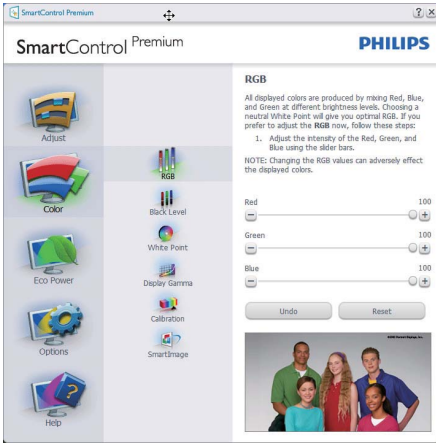 SmartControl Premium
SmartControl Premium
PHILIPS
Adjust
Color
Eco Power
Options
Help
RGB
Black Level
White Point
Display Gamma
Calibration
SmartImage
RGB
All displayed colors are produced by mixing Red, Blue,
and Green at different brightness levels. Choosing a
neutral White Point will give you optimal RGB. If you
prefer to adjust the RGB now, follow these steps:
1. Adjust the intensity of the Red, Green, and
Blue using the slider bars.
NOTE: Changing the RGB values can adversely effect
the displayed colors.
Red 100
Green 100
Blue 100
Undo Reset